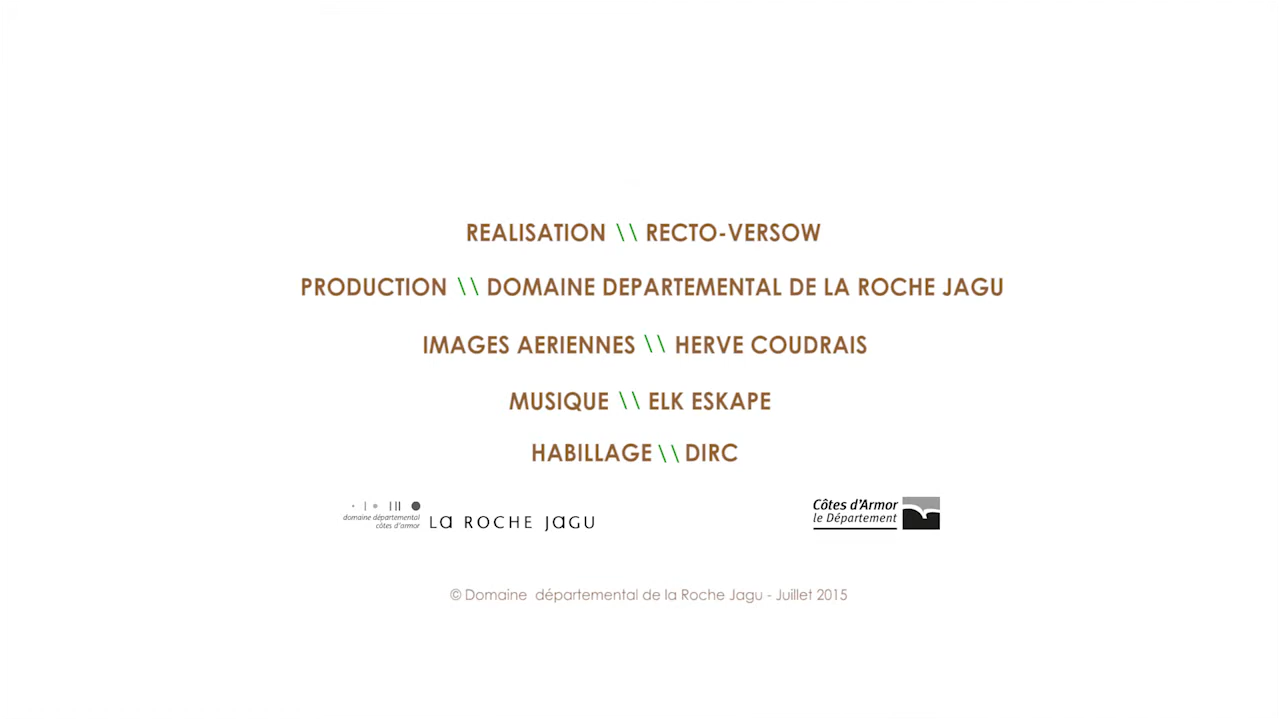 REALISATION \\ RECTO-VERSOW
PRODUCTION \\ DOMAINE DEPARTEMENTAL DE LA ROCHE JAGU
IMAGES AERIENNES \\ HERVE COUDRAIS
MUSIQUE \\ ELK ESKAPE
HABILLAGE \\ DIRC
domaine départemental
côtes d'armor
La ROCHE JaGU
Côtes d'Armor
le Département
© Domaine départemental de la Roche Jagu - Juillet 2015